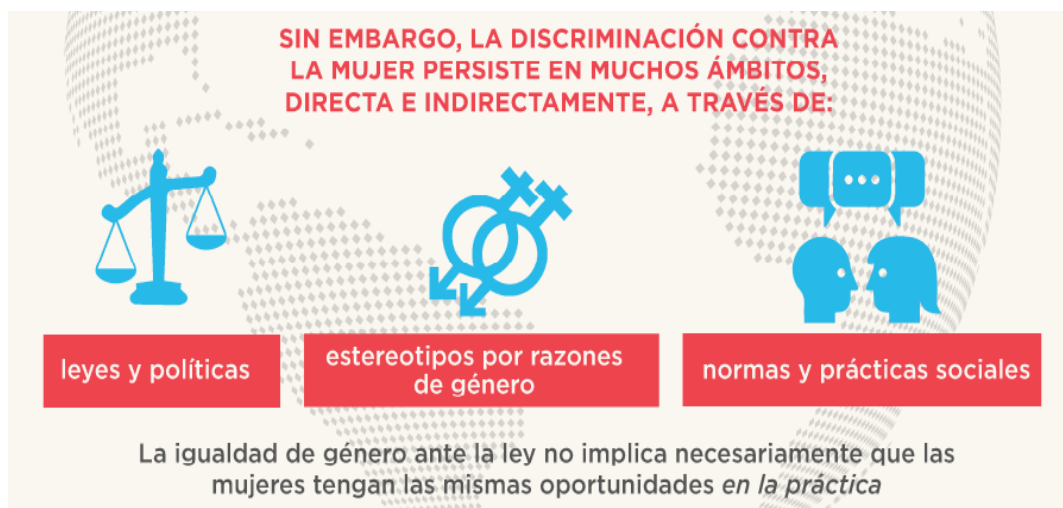 SIN EMBARGO, LA DISCRIMINACIÓN CONTRA
LA MUJER PERSISTE EN MUCHOS ÁMBITOS,
DIRECTA E INDIRECTAMENTE, A TRAVÉS DE:
leyes y políticas
estereotipos por razones
de género
normas y prácticas sociales
La igualdad de género ante la ley no implica necesariamente que las
mujeres tengan las mismas oportunidades en la práctica